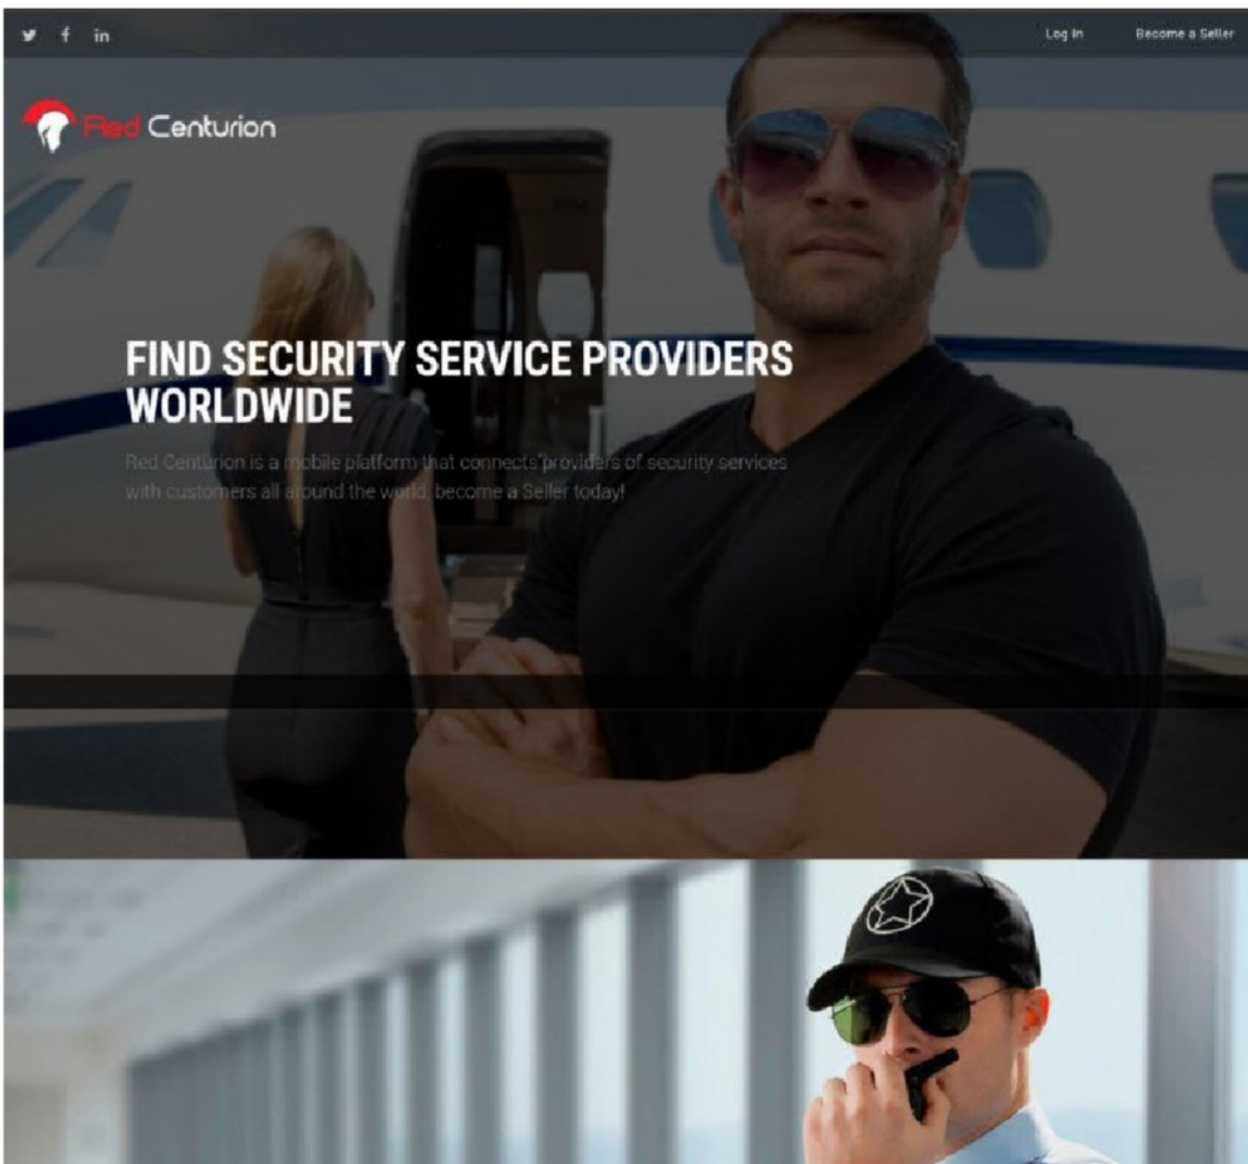 Log In Become a Seller
Red Centurion
FIND SECURITY SERVICE PROVIDERS
WORLDWIDE
Red Centurion is a mobile platform that connects providers of security services
with customers all around the world, become a Seller today!